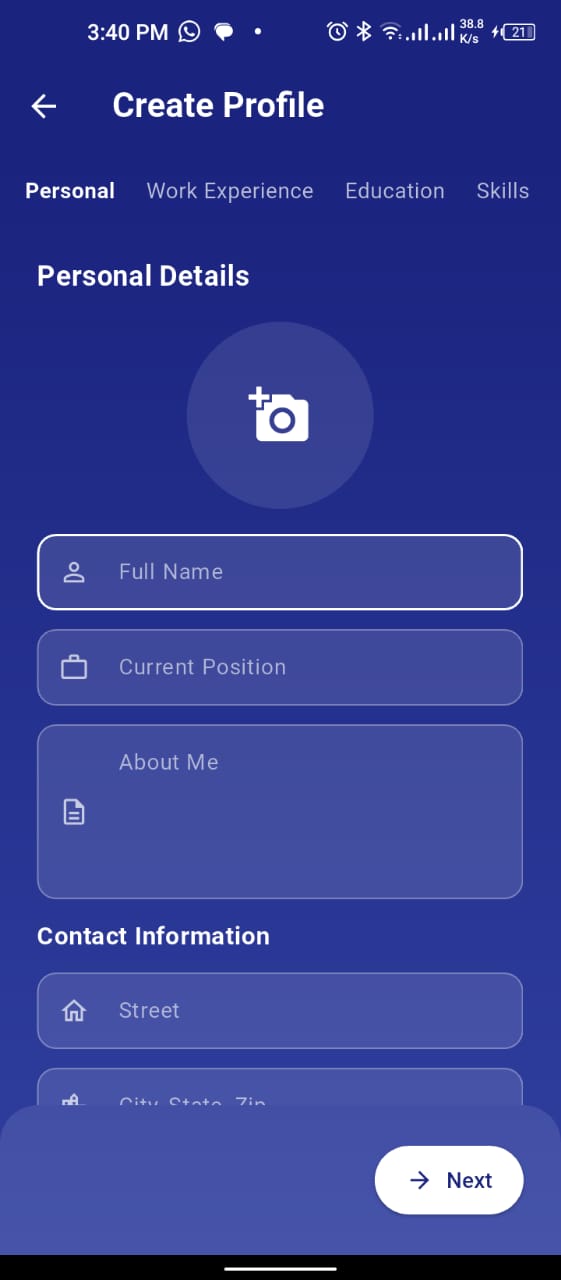 3:40 PM 38.8 K/s 21
Create Profile
Personal Work Experience Education Skills
Personal Details
Full Name
Current Position
About Me
Contact Information
Street
City, State, Zip
Next